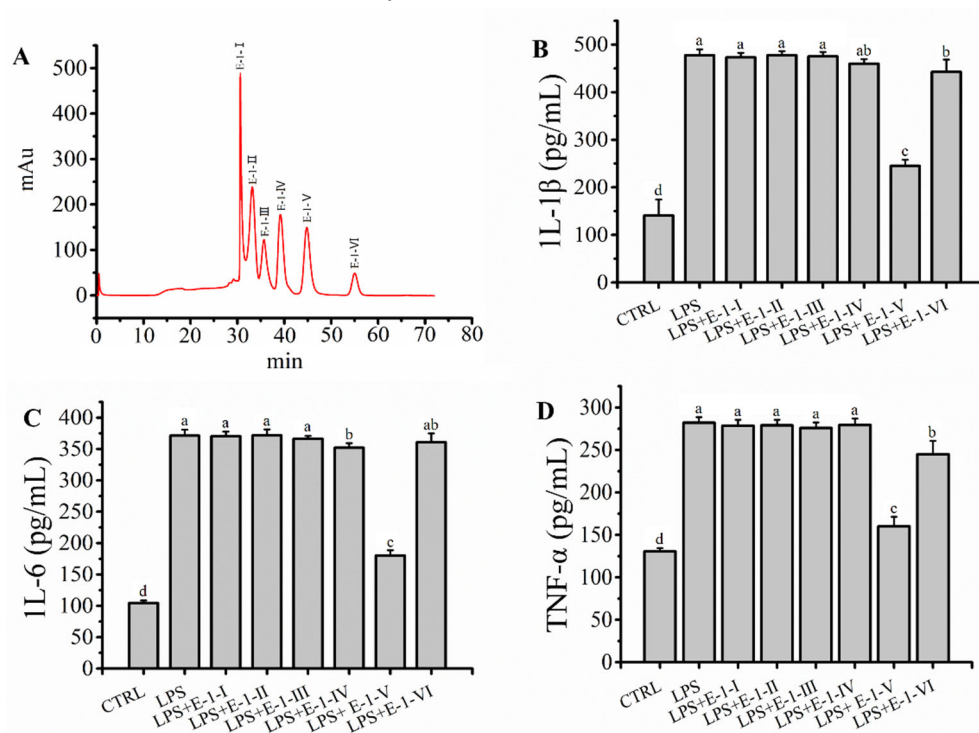 A
E-1-I
E-1-II
E-1-III
E-1-IV
E-1-V
E-1-VI
500
400
300
200
100
0
mAu
0 10 20 30 40 50 60 70 80
min
B
a a a a ab c b
d
500
400
300
200
100
0
1L-1β (pg/mL)
CTRL LPS LPS+E-1-I LPS+E-1-II LPS+E-1-III LPS+E-1-IV LPS+ E-1-V LPS+E-1-VI
C
a a a a b c ab
d
400
350
300
250
200
150
100
50
0
1L-6 (pg/mL)
CTRL LPS LPS+E-1-I LPS+E-1-II LPS+E-1-III LPS+E-1-IV LPS+ E-1-V LPS+E-1-VI
D
a a a a a c b
d
300
250
200
150
100
50
0
TNF-α (pg/mL)
CTRL LPS LPS+E-1-I LPS+E-1-II LPS+E-1-III LPS+E-1-IV LPS+ E-1-V LPS+E-1-VI